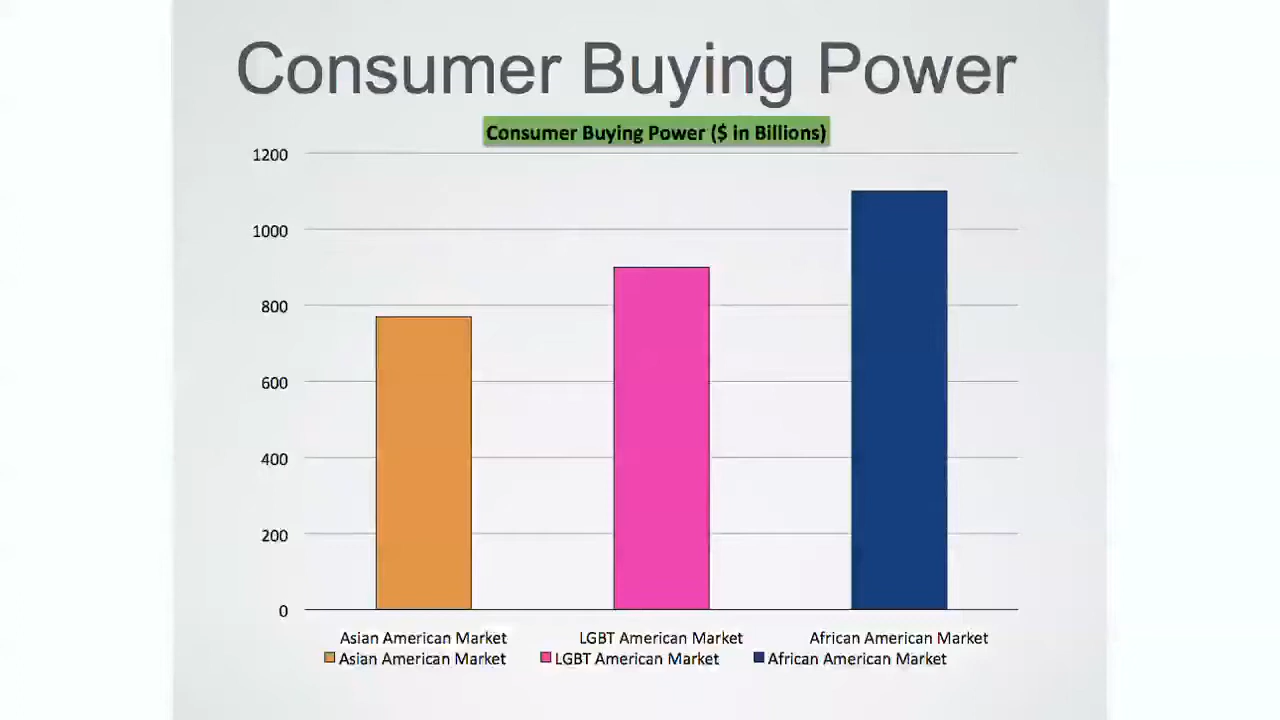 Consumer Buying Power
Consumer Buying Power ($ in Billions)
1200
1000
800
600
400
200
0
Asian American Market LGBT American Market African American Market
Asian American Market LGBT American Market African American Market